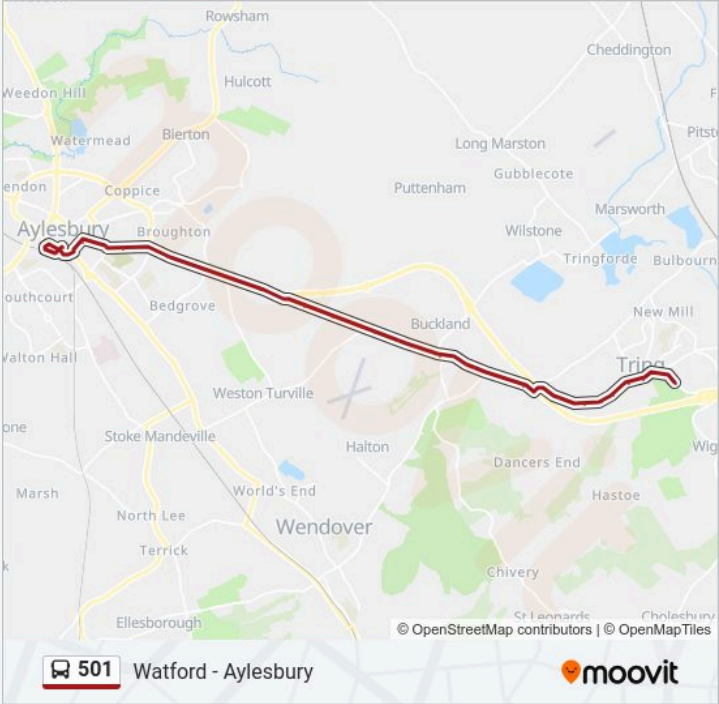 Rowsham
Cheddington
Hulcott
Weedon Hill
F
Bierton
Pitst
Watermead
Long Marston
Gubblecote
endon
Coppice
Puttenham
Marsworth
Aylesbury
Broughton
Wilstone
Tringforde
Bulbourn
outhcourt
Bedgrove
New Mill
Buckland
Walton Hall
Tring
Weston Turville
one
Stoke Mandeville
Halton
Wig
Dancers End
Marsh
World's End
Hastoe
North Lee
Wendover
Terrick
k
Chivery
St Leonards
Cholesbury
Ellesborough
© OpenStreetMap contributors | © OpenMapTiles
501 Watford - Aylesbury
moovit